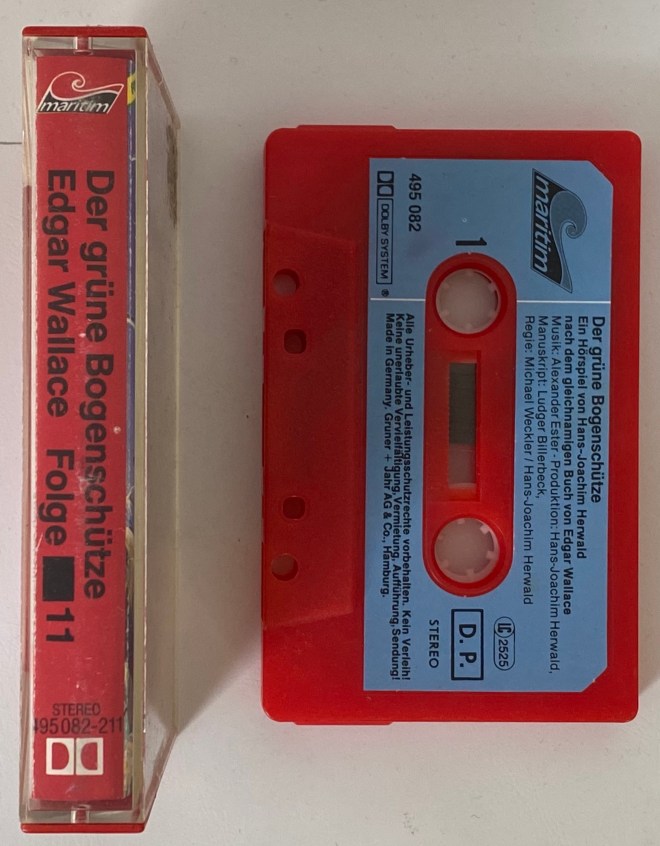 maritim
Der grüne Bogenschütze
Edgar Wallace Folge 11
STEREO
495 082-211
maritim
Der grüne Bogenschütze
Ein Hörspiel von Hans-Joachim Herwald
nach dem gleichnamigen Buch von Edgar Wallace
Musik: Alexander Ester - Produktion: Hans-Joachim Herwald,
Manuskript: Ludger Billerbeck,
Regie: Michael Weckler / Hans-Joachim Herwald
1
LC 2525
D. P.
STEREO
495 082
DOLBY SYSTEM ®
Alle Urheber- und Leistungsschutzrechte vorbehalten. Kein Verleih!
Keine unerlaubte Vervielfältigung, Vermietung, Aufführung, Sendung!
Made in Germany. Gruner + Jahr AG & Co., Hamburg.